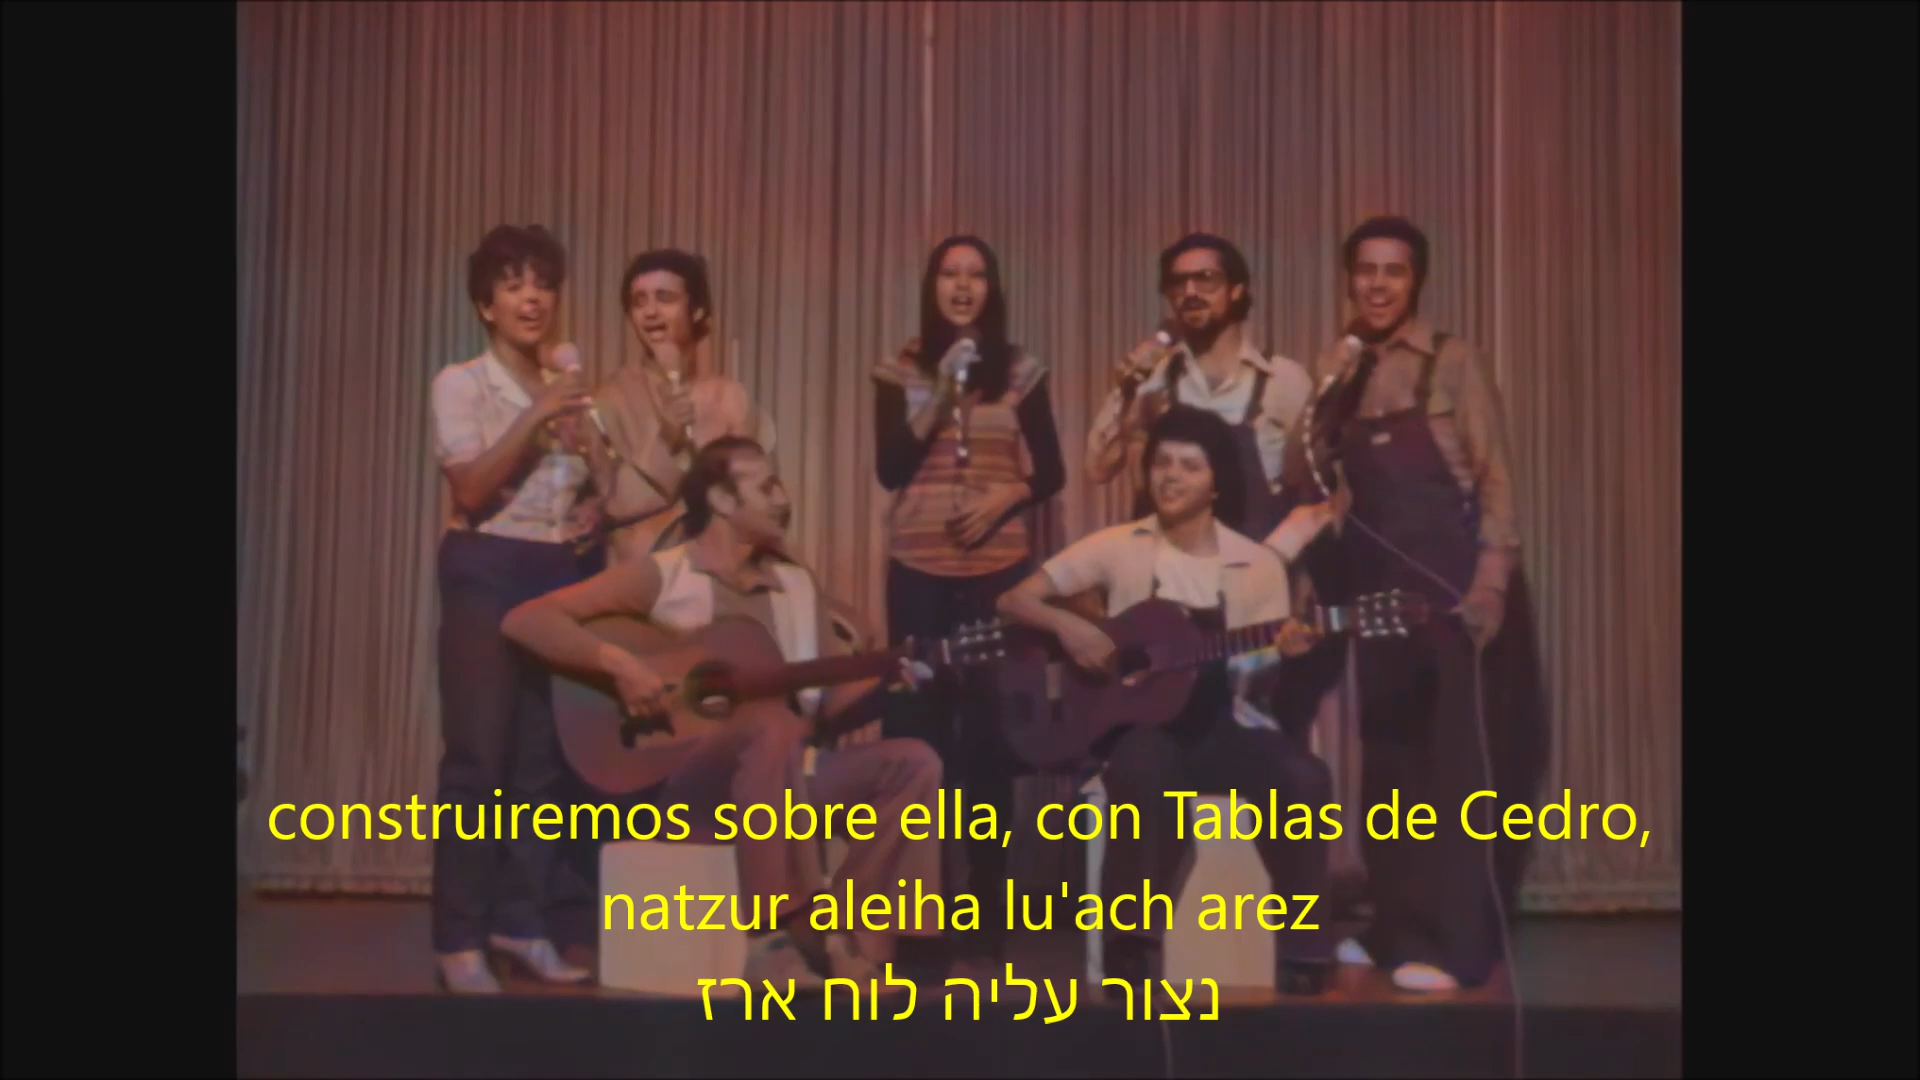 construiremos sobre ella, con Tablas de Cedro,
natzur aleiha lu'ach arez
נצור עליה לוח ארז